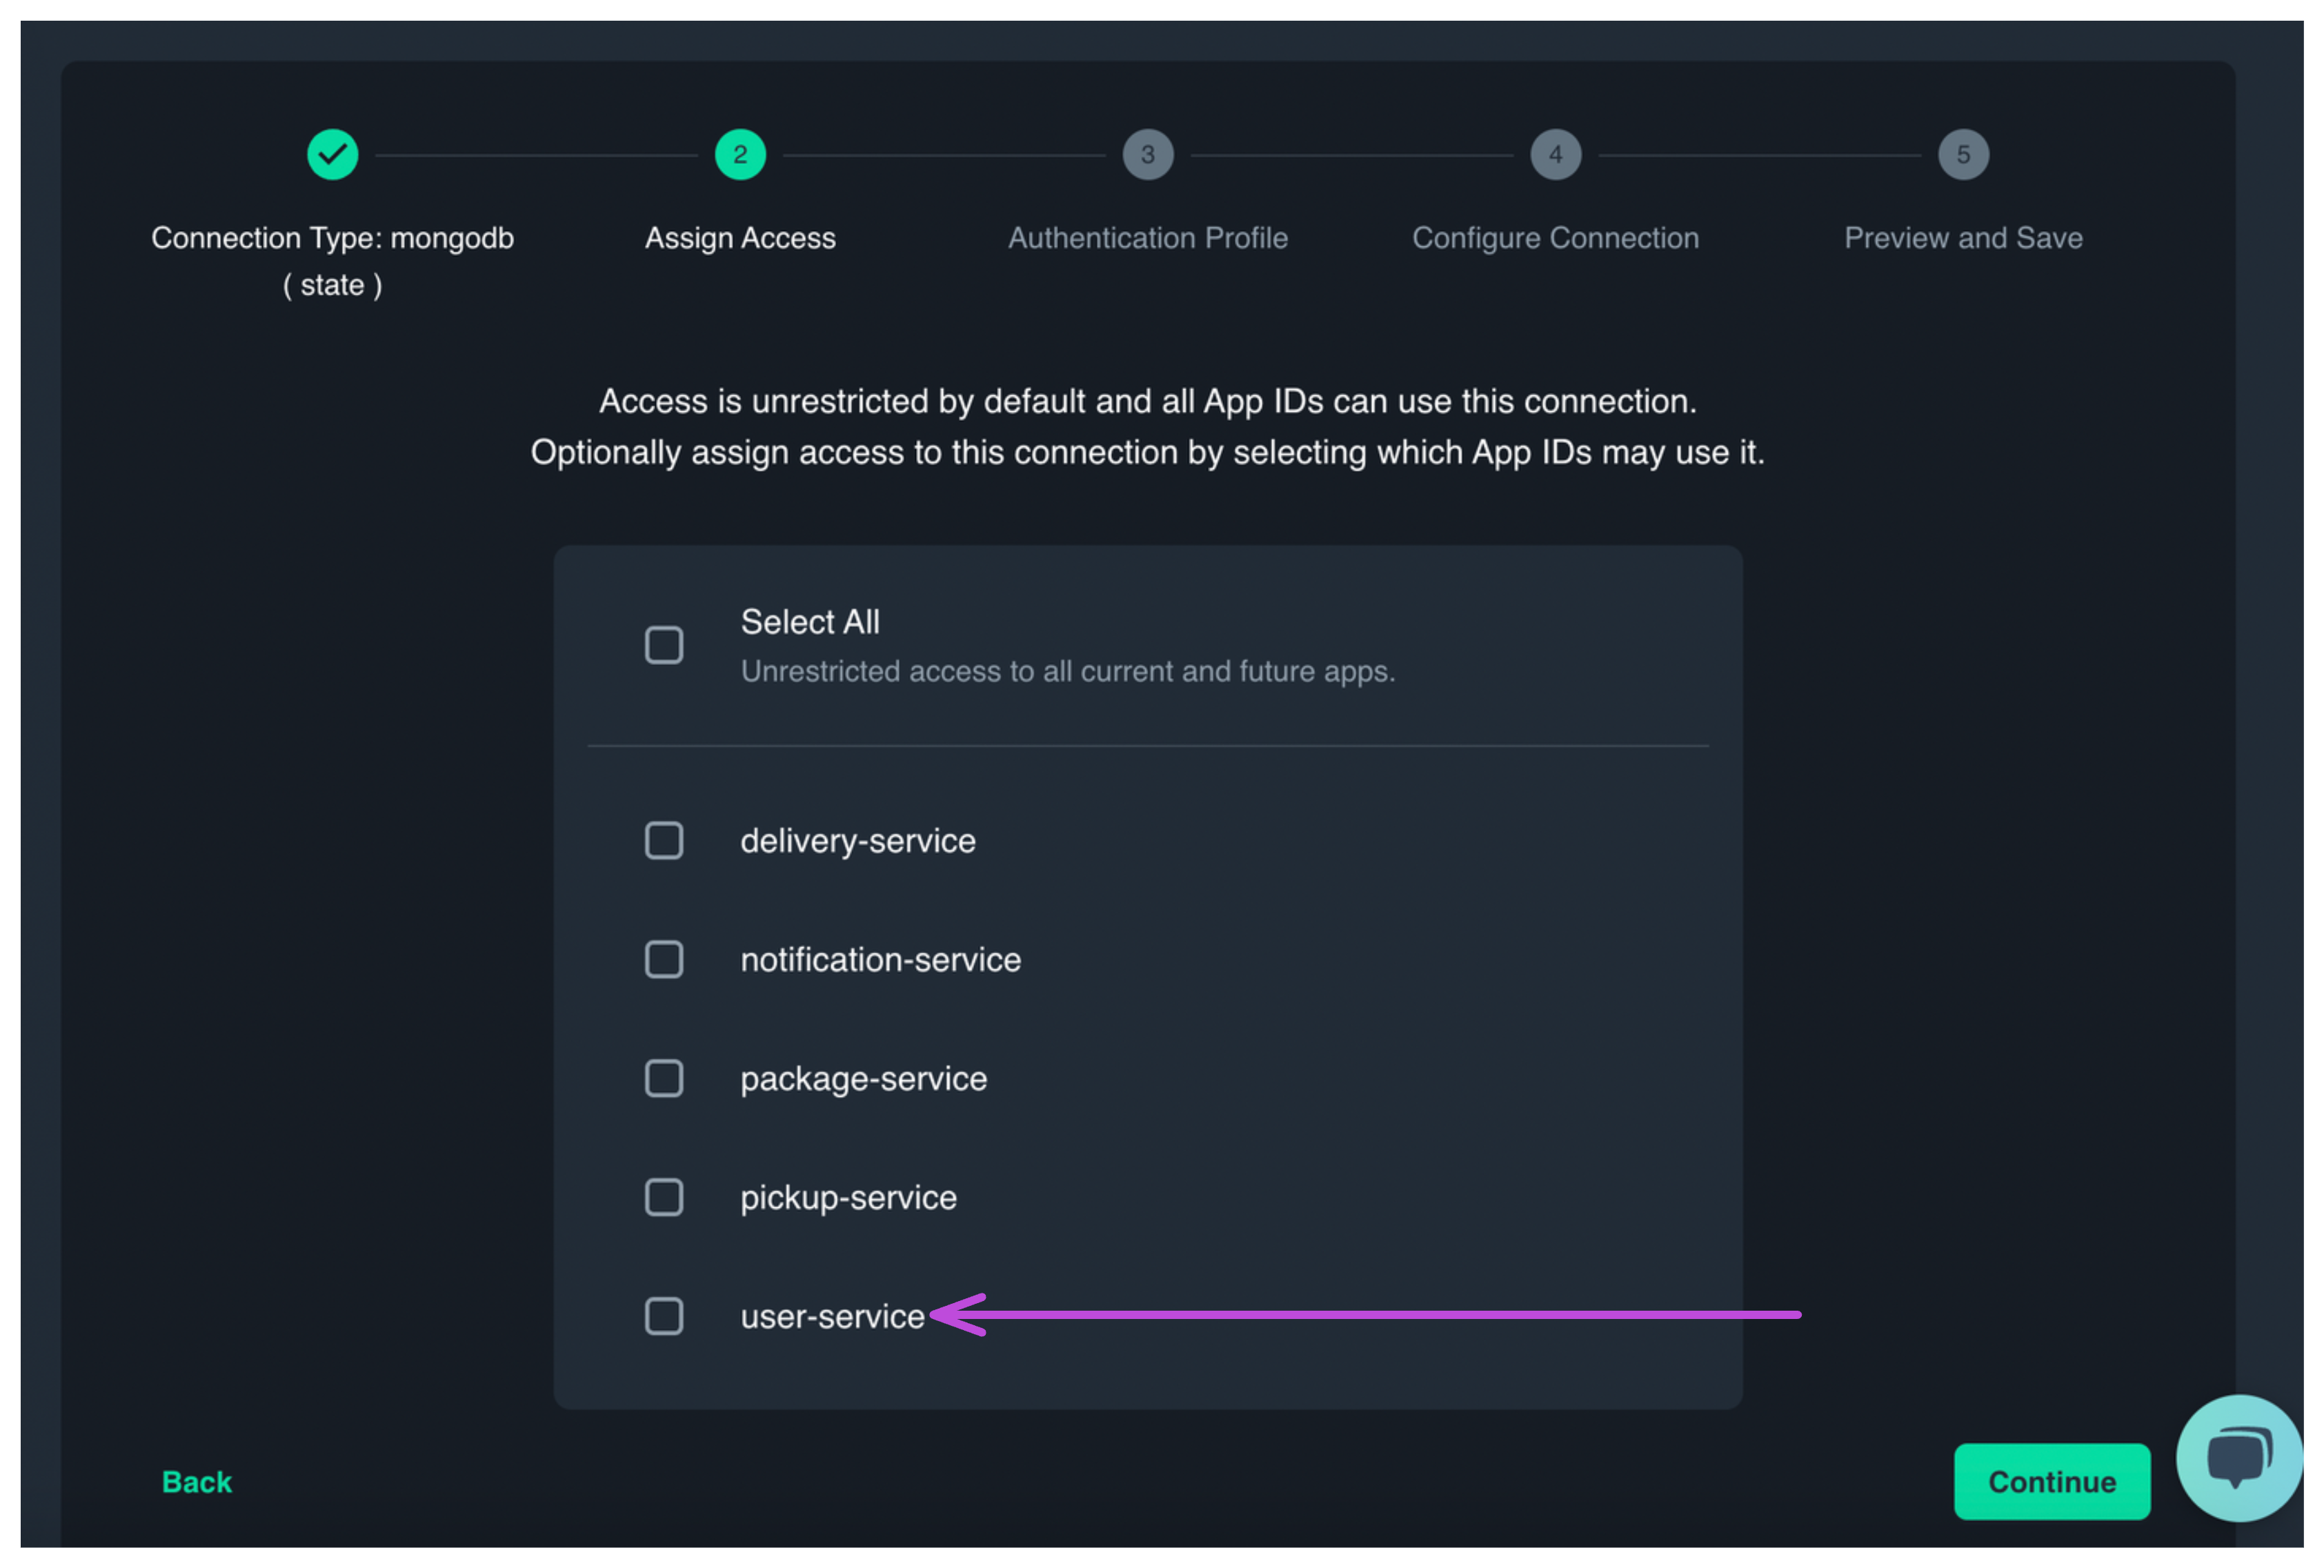 2
3
4
5
Connection Type: mongodb
( state )
Assign Access
Authentication Profile
Configure Connection
Preview and Save
Access is unrestricted by default and all App IDs can use this connection.
Optionally assign access to this connection by selecting which App IDs may use it.
Select All
Unrestricted access to all current and future apps.
delivery-service
notification-service
package-service
pickup-service
user-service
Back
Continue